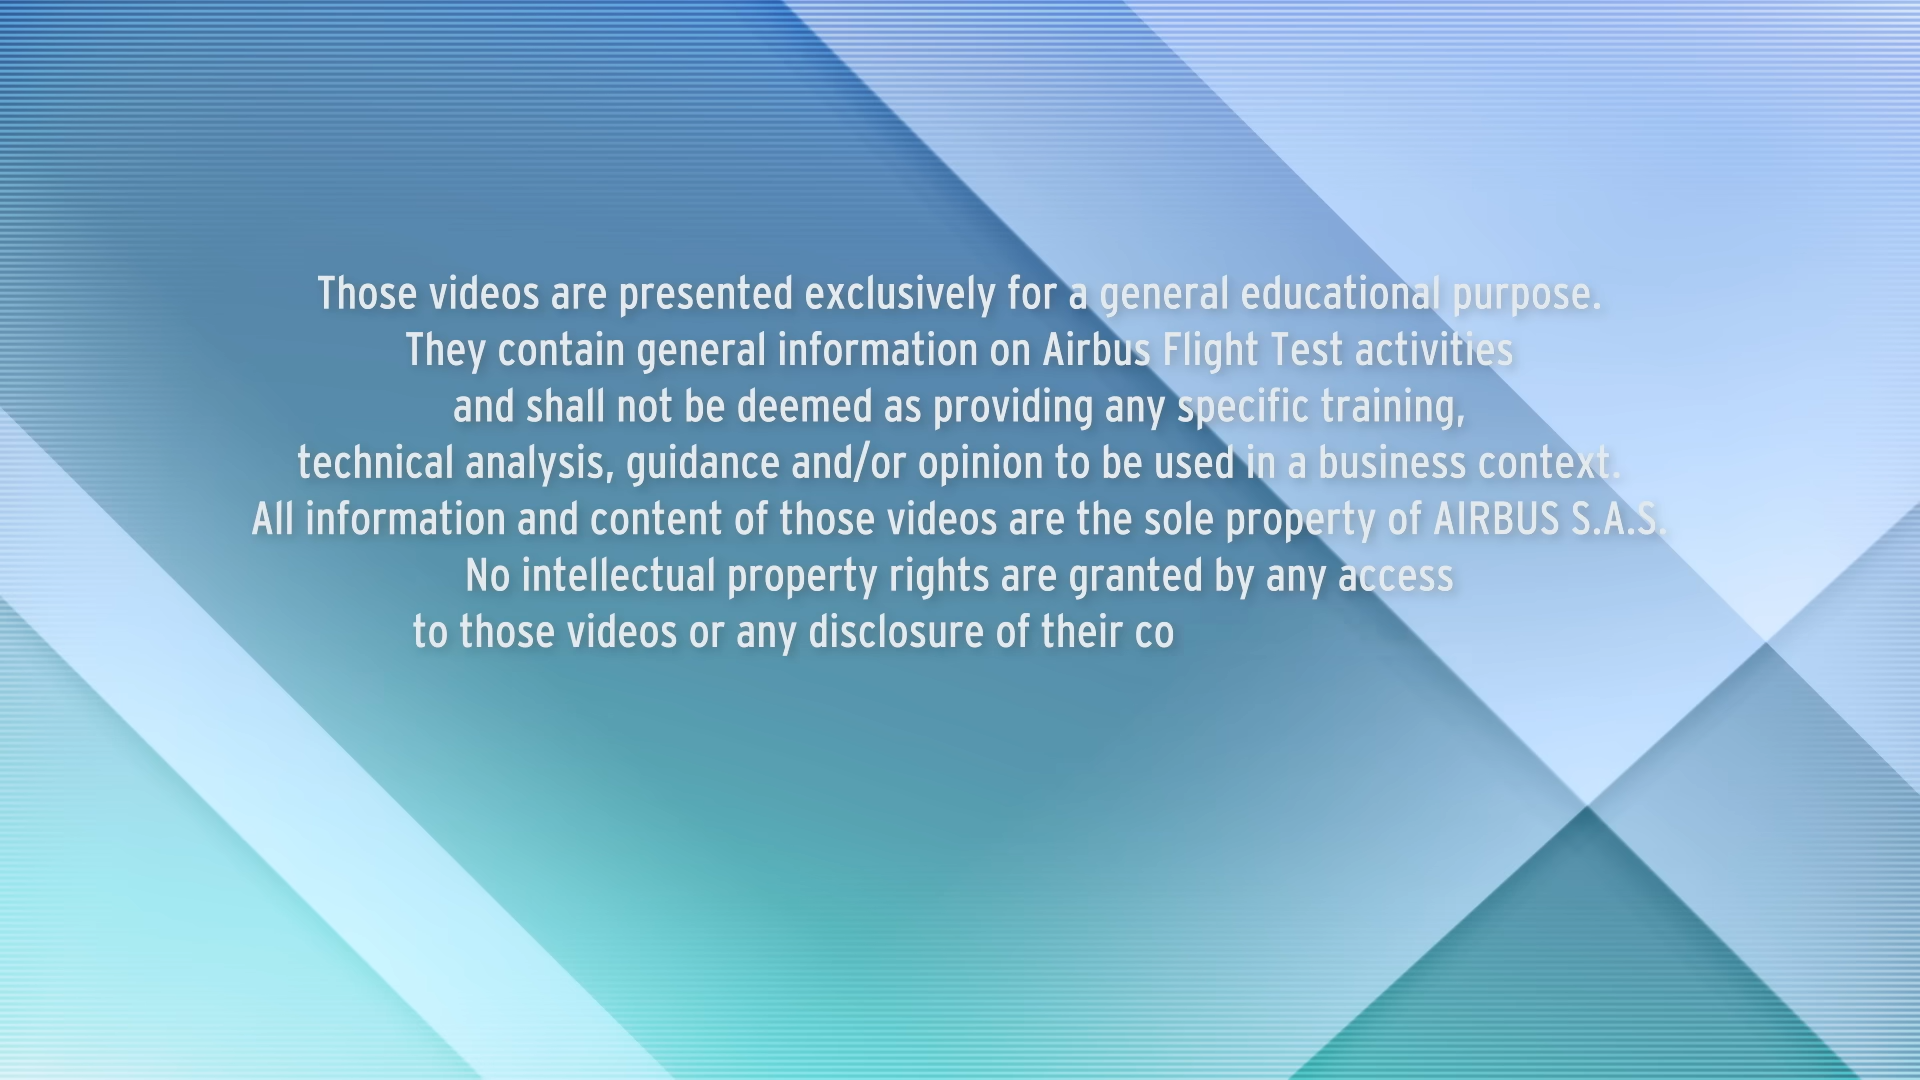 Those videos are presented exclusively for a general educational purpose.
They contain general information on Airbus Flight Test activities
and shall not be deemed as providing any specific training,
technical analysis, guidance and/or opinion to be used in a business context.
All information and content of those videos are the sole property of AIRBUS S.A.S.
No intellectual property rights are granted by any access
to those videos or any disclosure of their co